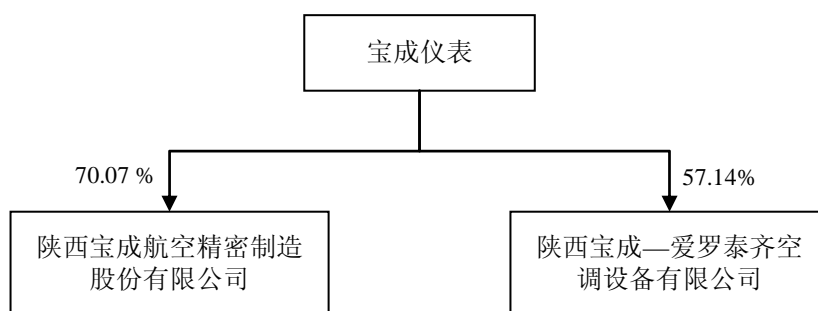 宝成仪表
70.07 %
57.14%
陕西宝成航空精密制造
股份有限公司
陕西宝成—爱罗泰齐空
调设备有限公司